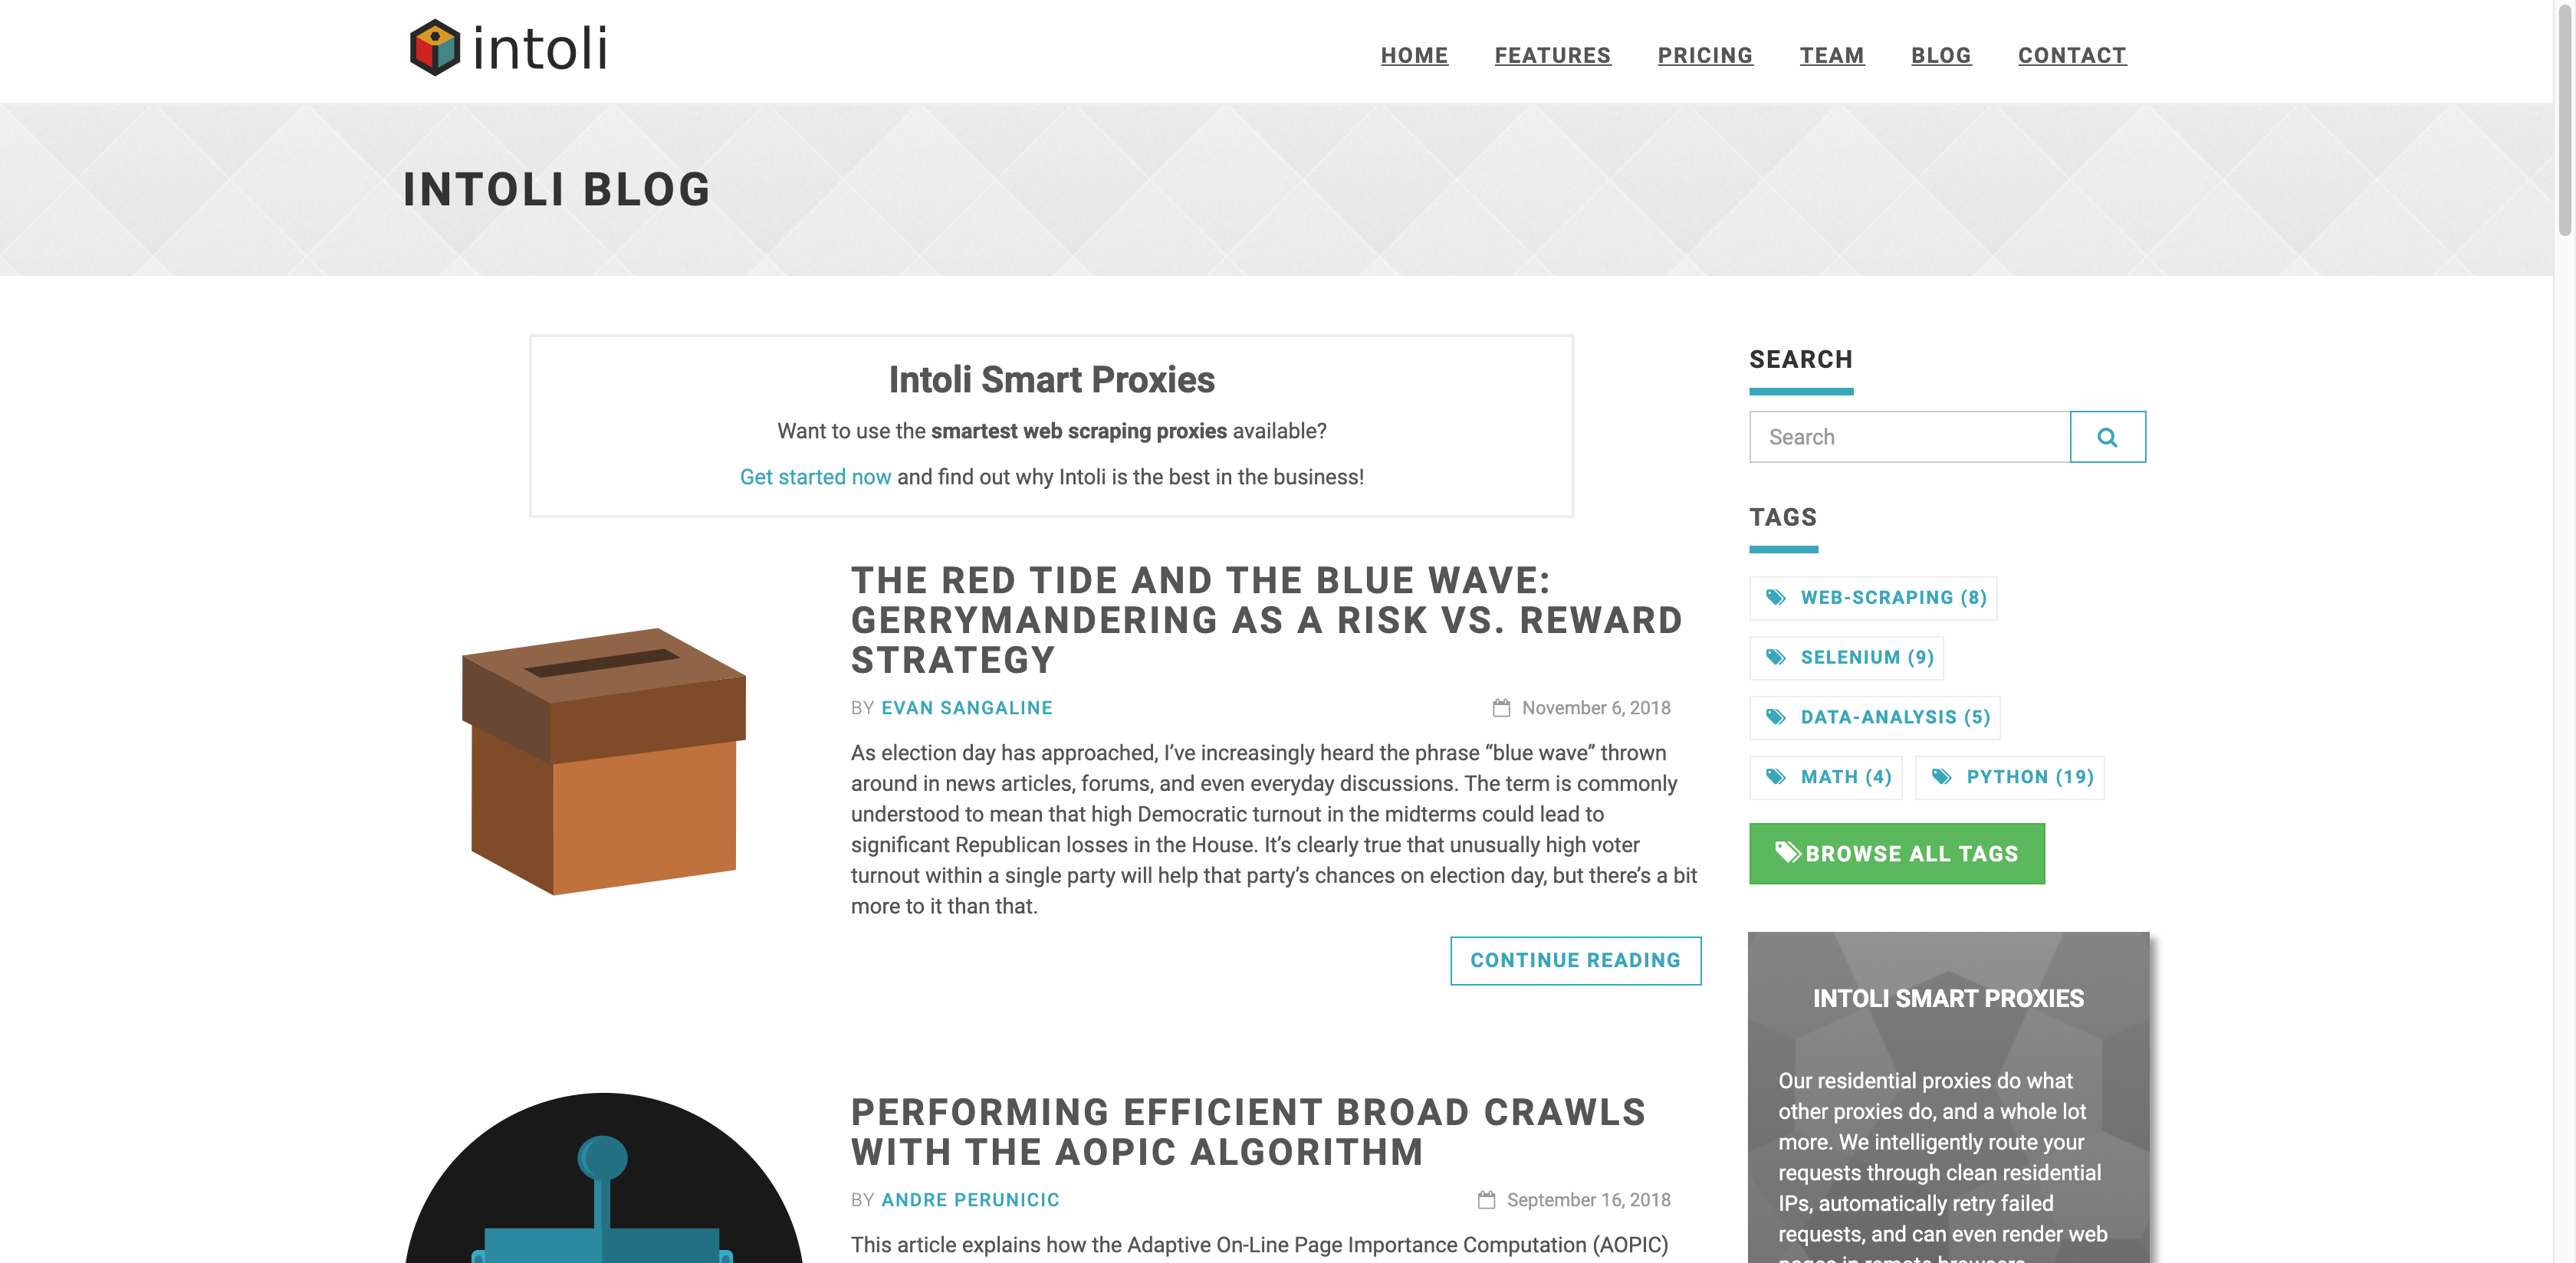 intoli
HOME FEATURES PRICING TEAM BLOG CONTACT
INTOLI BLOG
Intoli Smart Proxies
Want to use the smartest web scraping proxies available?
Get started now and find out why Intoli is the best in the business!
THE RED TIDE AND THE BLUE WAVE:
GERRYMANDERING AS A RISK VS. REWARD
STRATEGY
BY EVAN SANGALINE
November 6, 2018
As election day has approached, I’ve increasingly heard the phrase “blue wave” thrown
around in news articles, forums, and even everyday discussions. The term is commonly
understood to mean that high Democratic turnout in the midterms could lead to
significant Republican losses in the House. It’s clearly true that unusually high voter
turnout within a single party will help that party’s chances on election day, but there’s a bit
more to it than that.
CONTINUE READING
PERFORMING EFFICIENT BROAD CRAWLS
WITH THE AOPIC ALGORITHM
BY ANDRE PERUNICIC
September 16, 2018
This article explains how the Adaptive On-Line Page Importance Computation (AOPIC)
SEARCH
Search
TAGS
WEB-SCRAPING (8)
SELENIUM (9)
DATA-ANALYSIS (5)
MATH (4) PYTHON (19)
BROWSE ALL TAGS
INTOLI SMART PROXIES
Our residential proxies do what
other proxies do, and a whole lot
more. We intelligently route your
requests through clean residential
IPs, automatically retry failed
requests, and can even render web
pages in remote browsers.